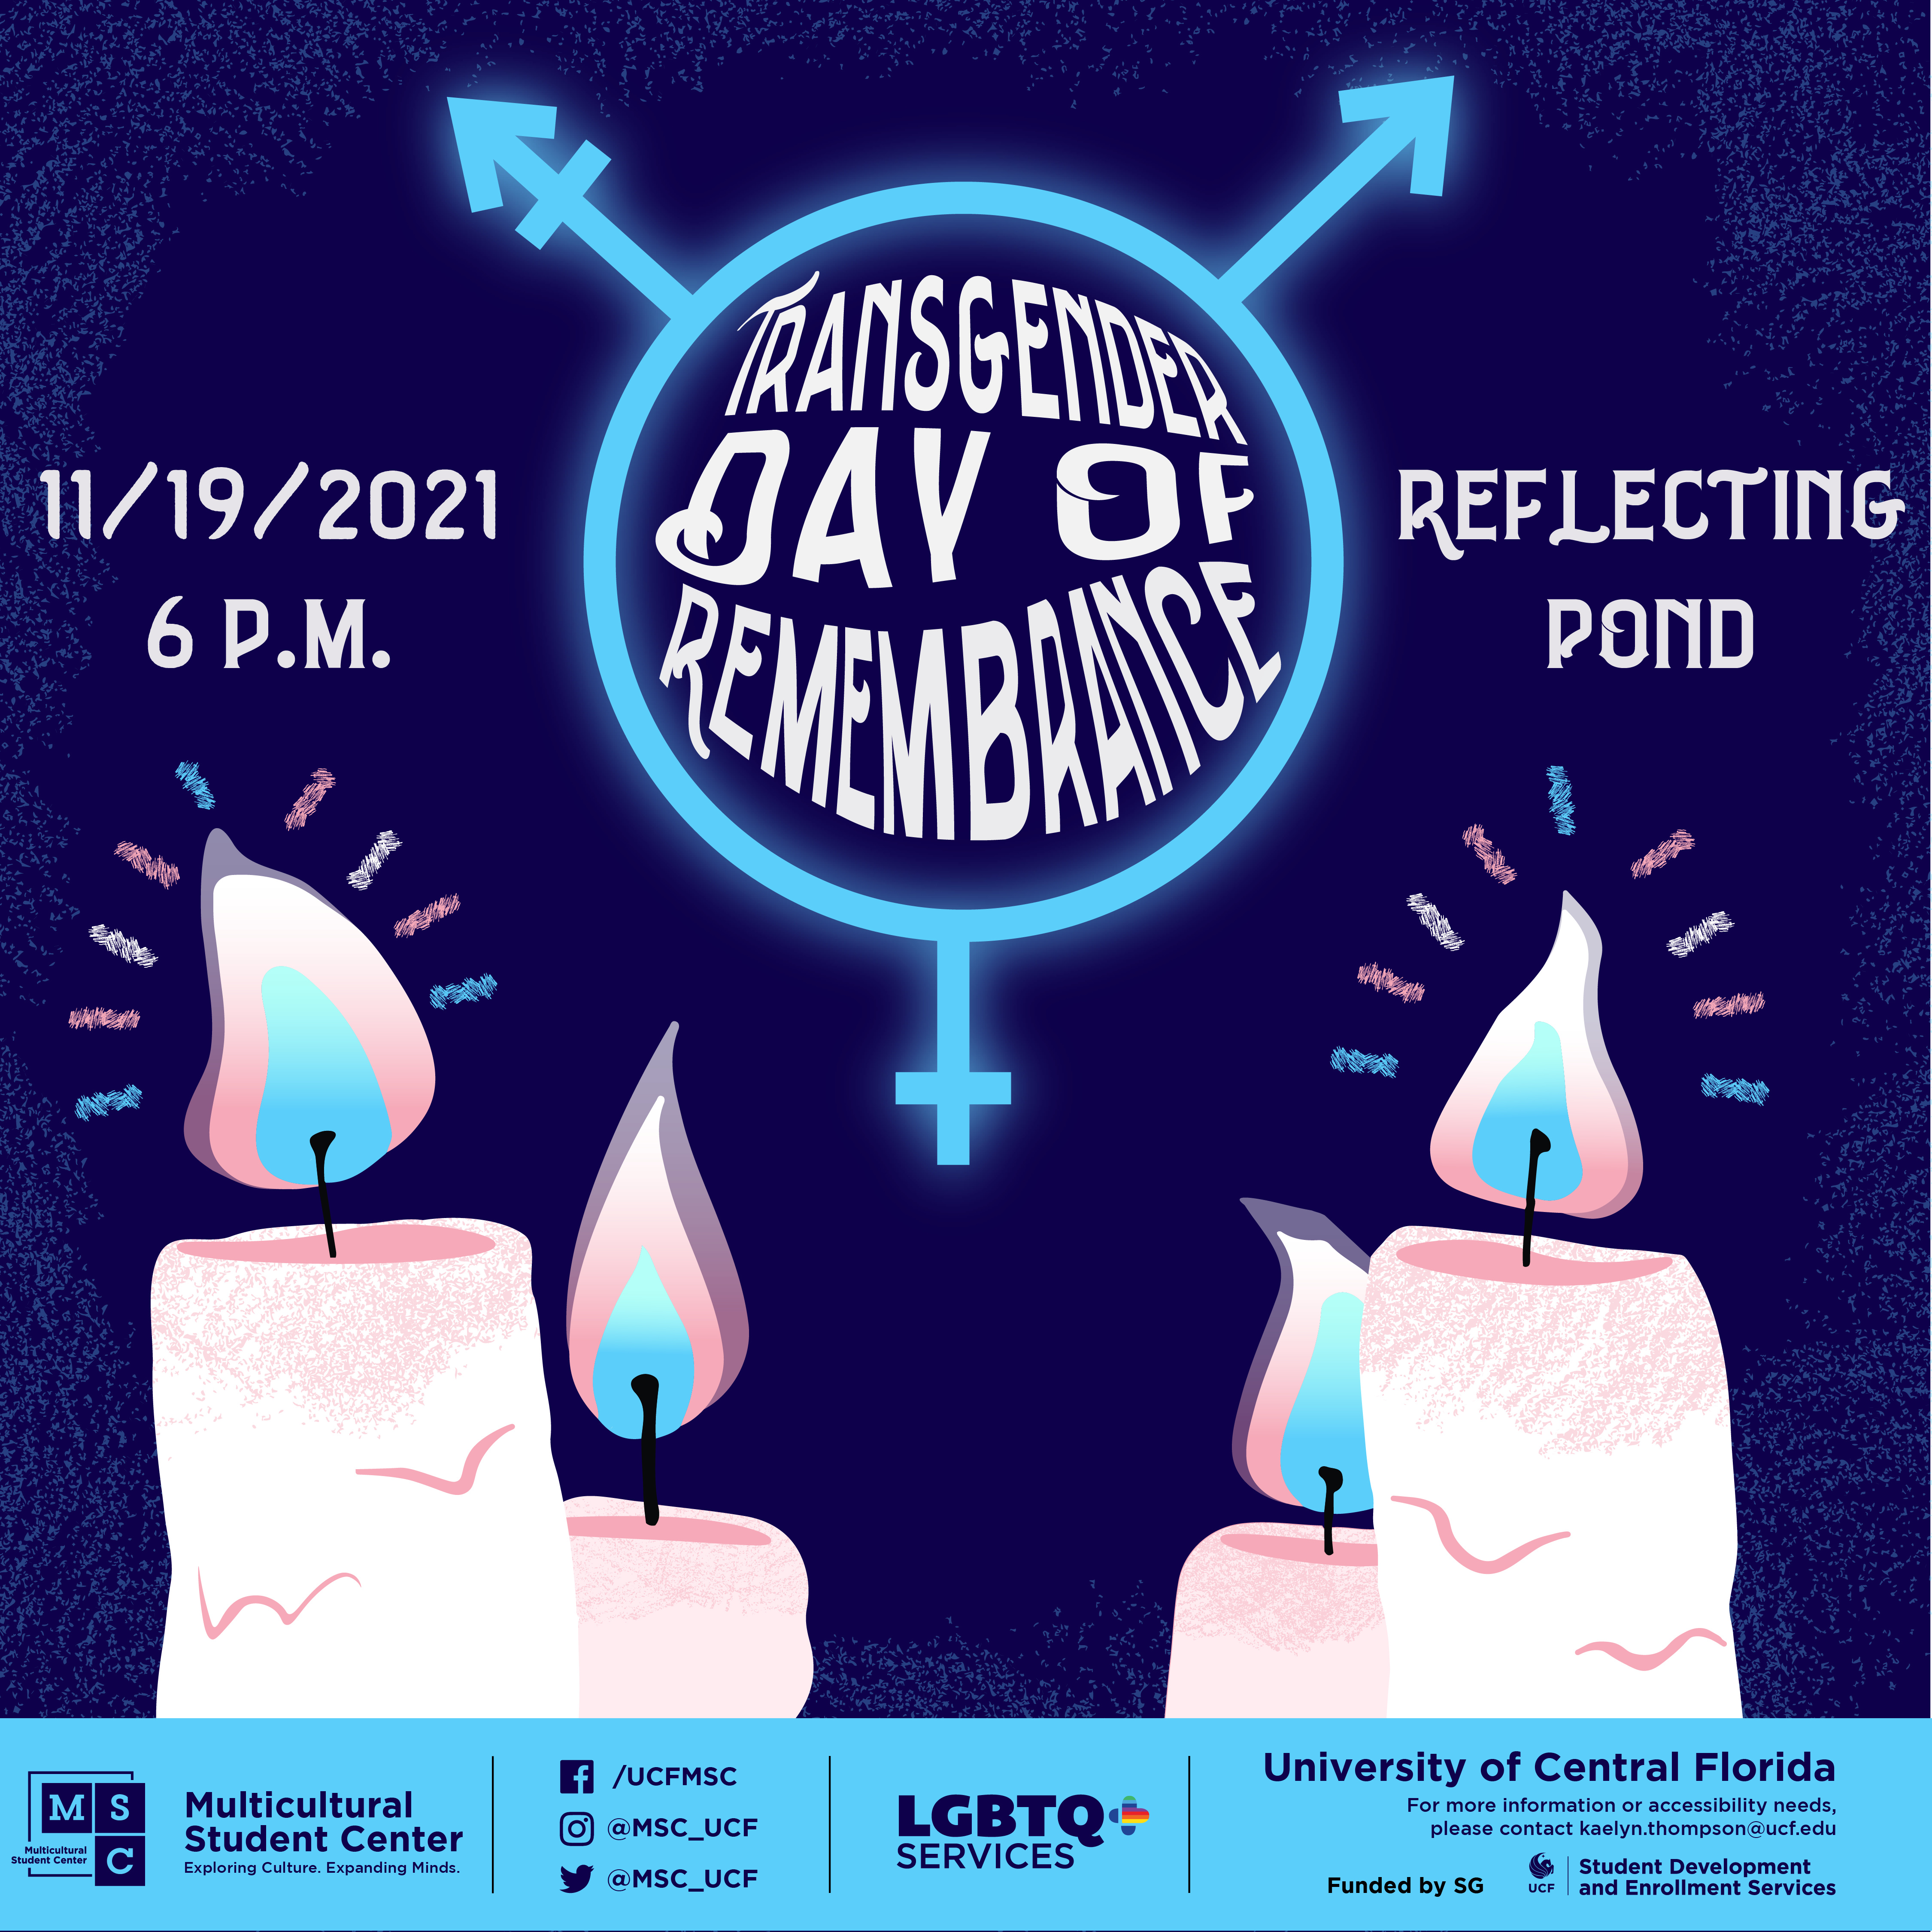 TRANSGENDER
DAY OF
REMEMBRANCE
11/19/2021
6 P.M.
REFLECTING
POND
M S
C
Multicultural
Student Center
Multicultural
Student Center
Exploring Culture. Expanding Minds.
/UCFMSC
@MSC_UCF
@MSC_UCF
LGBTQ+
SERVICES
University of Central Florida
For more information or accessibility needs,
please contact kaelyn.thompson@ucf.edu
Funded by SG
UCF
Student Development
and Enrollment Services